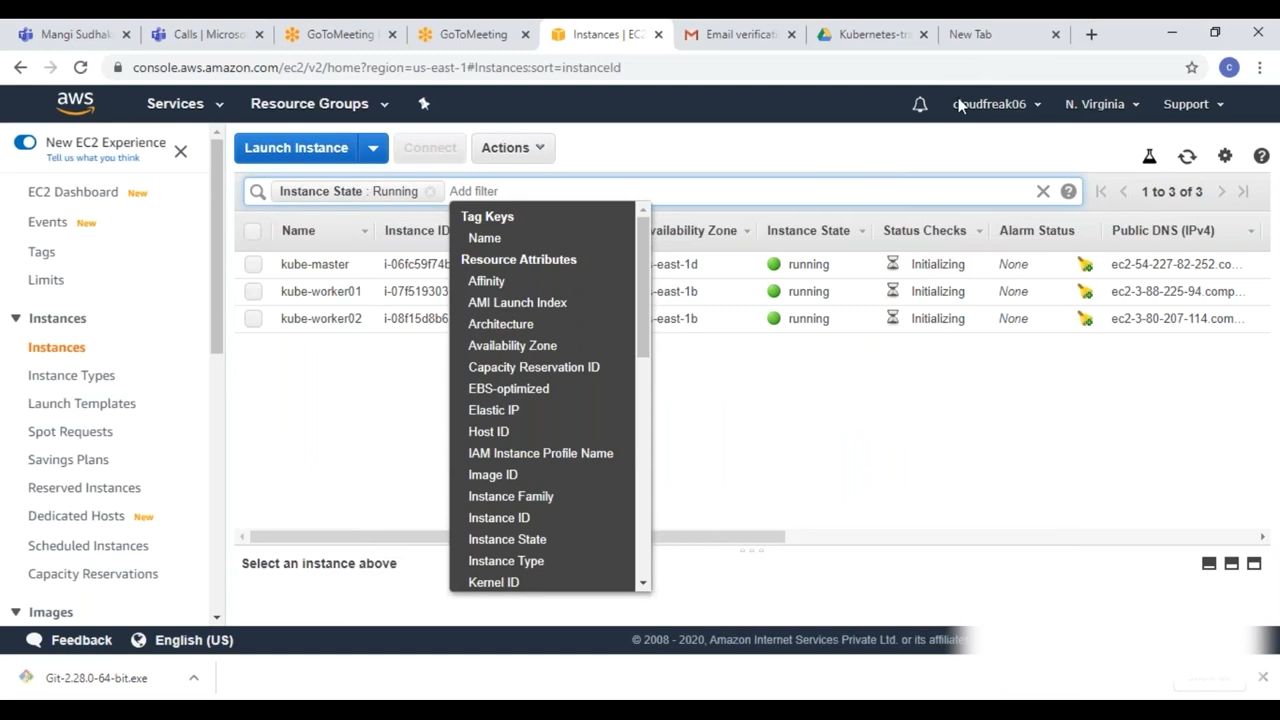 Mangi Sudhak
Calls | Microso
GoToMeeting
GoToMeeting
Instances | EC2
Email verificati
Kubernetes-tra
New Tab
console.aws.amazon.com/ec2/v2/home?region=us-east-1#Instances:sort=instanceId
C
aws
Services
Resource Groups
cloudfreak06
N. Virginia
Support
New EC2 Experience
Tell us what you think
Launch Instance
Connect
Actions
Instance State : Running
Add filter
1 to 3 of 3
EC2 Dashboard New
Events New
Tags
Limits
Instances
Instances
Instance Types
Launch Templates
Spot Requests
Savings Plans
Reserved Instances
Dedicated Hosts New
Scheduled Instances
Capacity Reservations
Images
Name Instance ID vailability Zone Instance State Status Checks Alarm Status Public DNS (IPv4)
kube-master i-06fc59f74b s-east-1d running Initializing None ec2-54-227-82-252.co...
kube-worker01 i-07f519303 s-east-1b running Initializing None ec2-3-88-225-94.comp...
kube-worker02 i-08f15d8b6 s-east-1b running Initializing None ec2-3-80-207-114.com...
Tag Keys
Name
Resource Attributes
Affinity
AMI Launch Index
Architecture
Availability Zone
Capacity Reservation ID
EBS-optimized
Elastic IP
Host ID
IAM Instance Profile Name
Image ID
Instance Family
Instance ID
Instance State
Instance Type
Kernel ID
Select an instance above
Feedback
English (US)
© 2008 - 2020, Amazon Internet Services Private Ltd. or its affiliate
Git-2.28.0-64-bit.exe